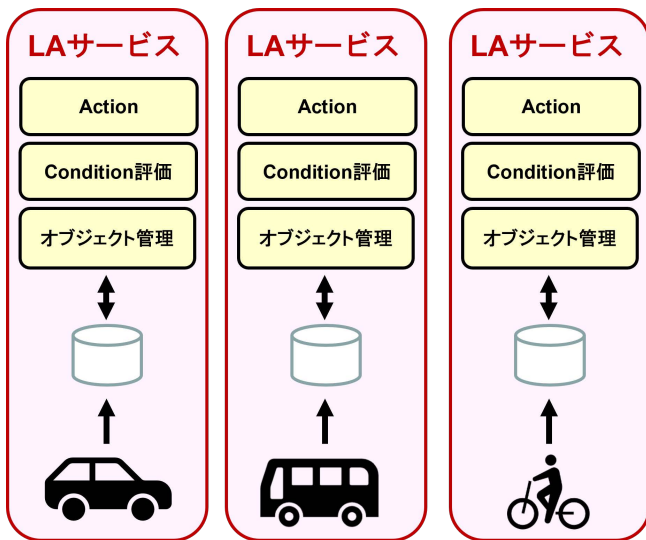 LAサービス
Action
Condition評価
オブジェクト管理
LAサービス
Action
Condition評価
オブジェクト管理
LAサービス
Action
Condition評価
オブジェクト管理